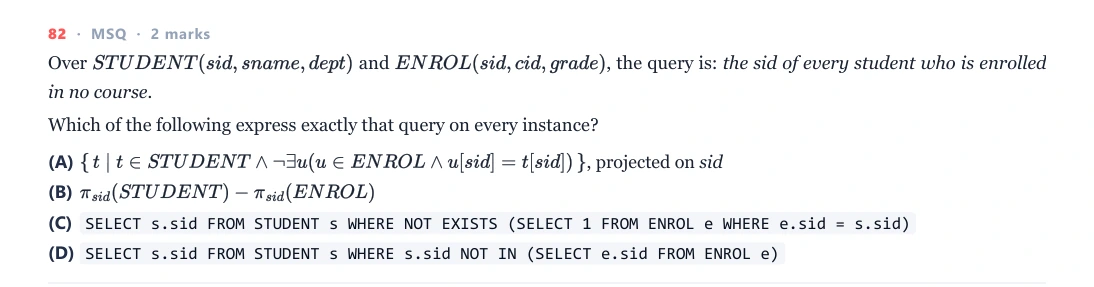 82 · MSQ · 2 marks
Over STUDENT(sid, sname, dept) and ENROL(sid, cid, grade), the query is: the sid of every student who is enrolled
in no course.
Which of the following express exactly that query on every instance?
(A) { t | t ∈ STUDENT ∧ ¬∃u(u ∈ ENROL ∧ u[sid] = t[sid]) }, projected on sid
(B) π_sid(STUDENT) − π_sid(ENROL)
(C) SELECT s.sid FROM STUDENT s WHERE NOT EXISTS (SELECT 1 FROM ENROL e WHERE e.sid = s.sid)
(D) SELECT s.sid FROM STUDENT s WHERE s.sid NOT IN (SELECT e.sid FROM ENROL e)